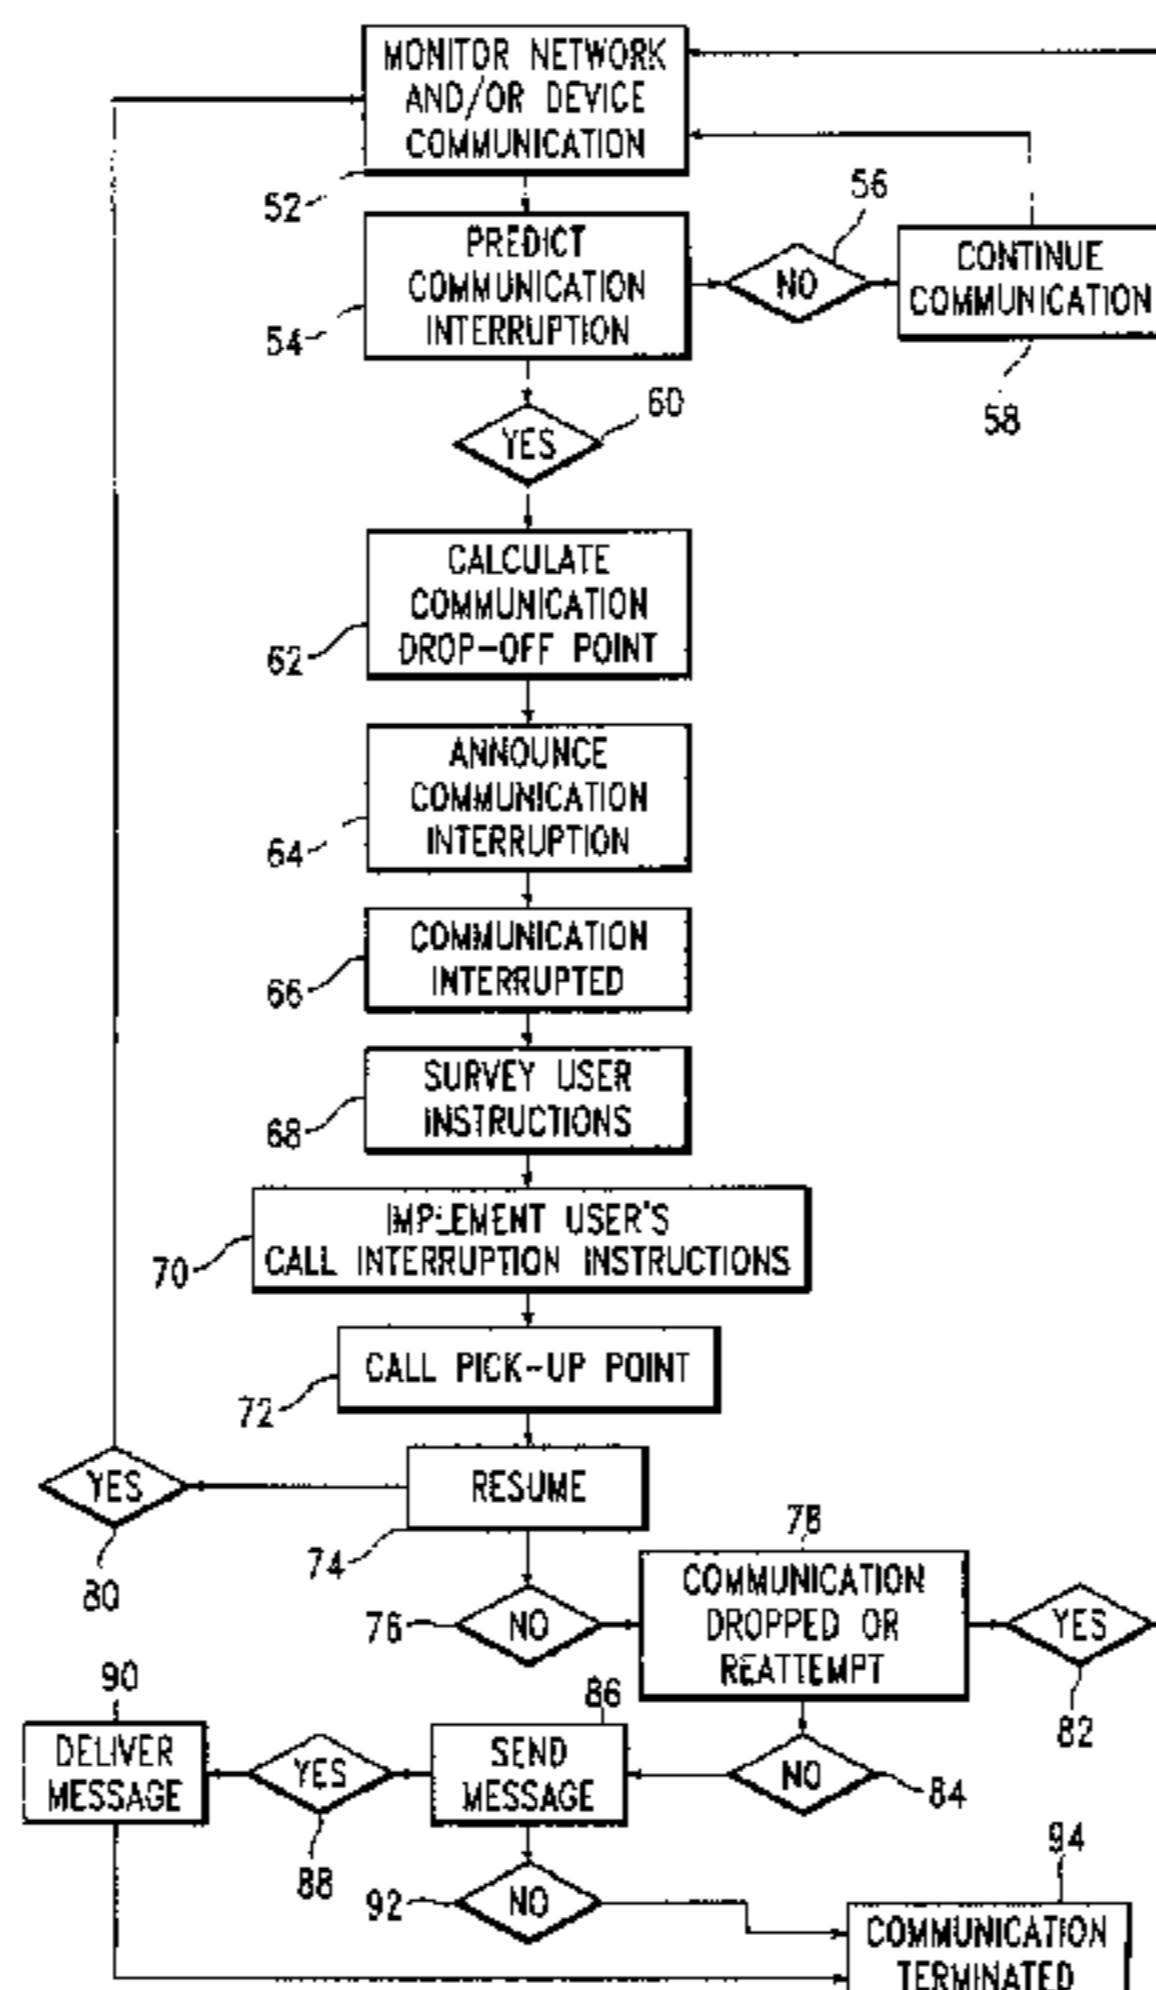 MONITOR NETWORK
AND/OR DEVICE
COMMUNICATION
52
PREDICT
COMMUNICATION
INTERRUPTION
54
NO
56
CONTINUE
COMMUNICATION
58
YES
60
CALCULATE
COMMUNICATION
DROP-OFF POINT
62
ANNOUNCE
COMMUNICATION
INTERRUPTION
64
COMMUNICATION
INTERRUPTED
66
SURVEY USER
INSTRUCTIONS
68
IMPLEMENT USER'S
CALL INTERRUPTION INSTRUCTIONS
70
CALL PICK-UP POINT
72
RESUME
74
YES
80
NO
76
78
COMMUNICATION
DROPPED OR
REATTEMPT
YES
82
NO
84
86
SEND
MESSAGE
YES
88
90
DELIVER
MESSAGE
NO
92
94
COMMUNICATION
TERMINATED